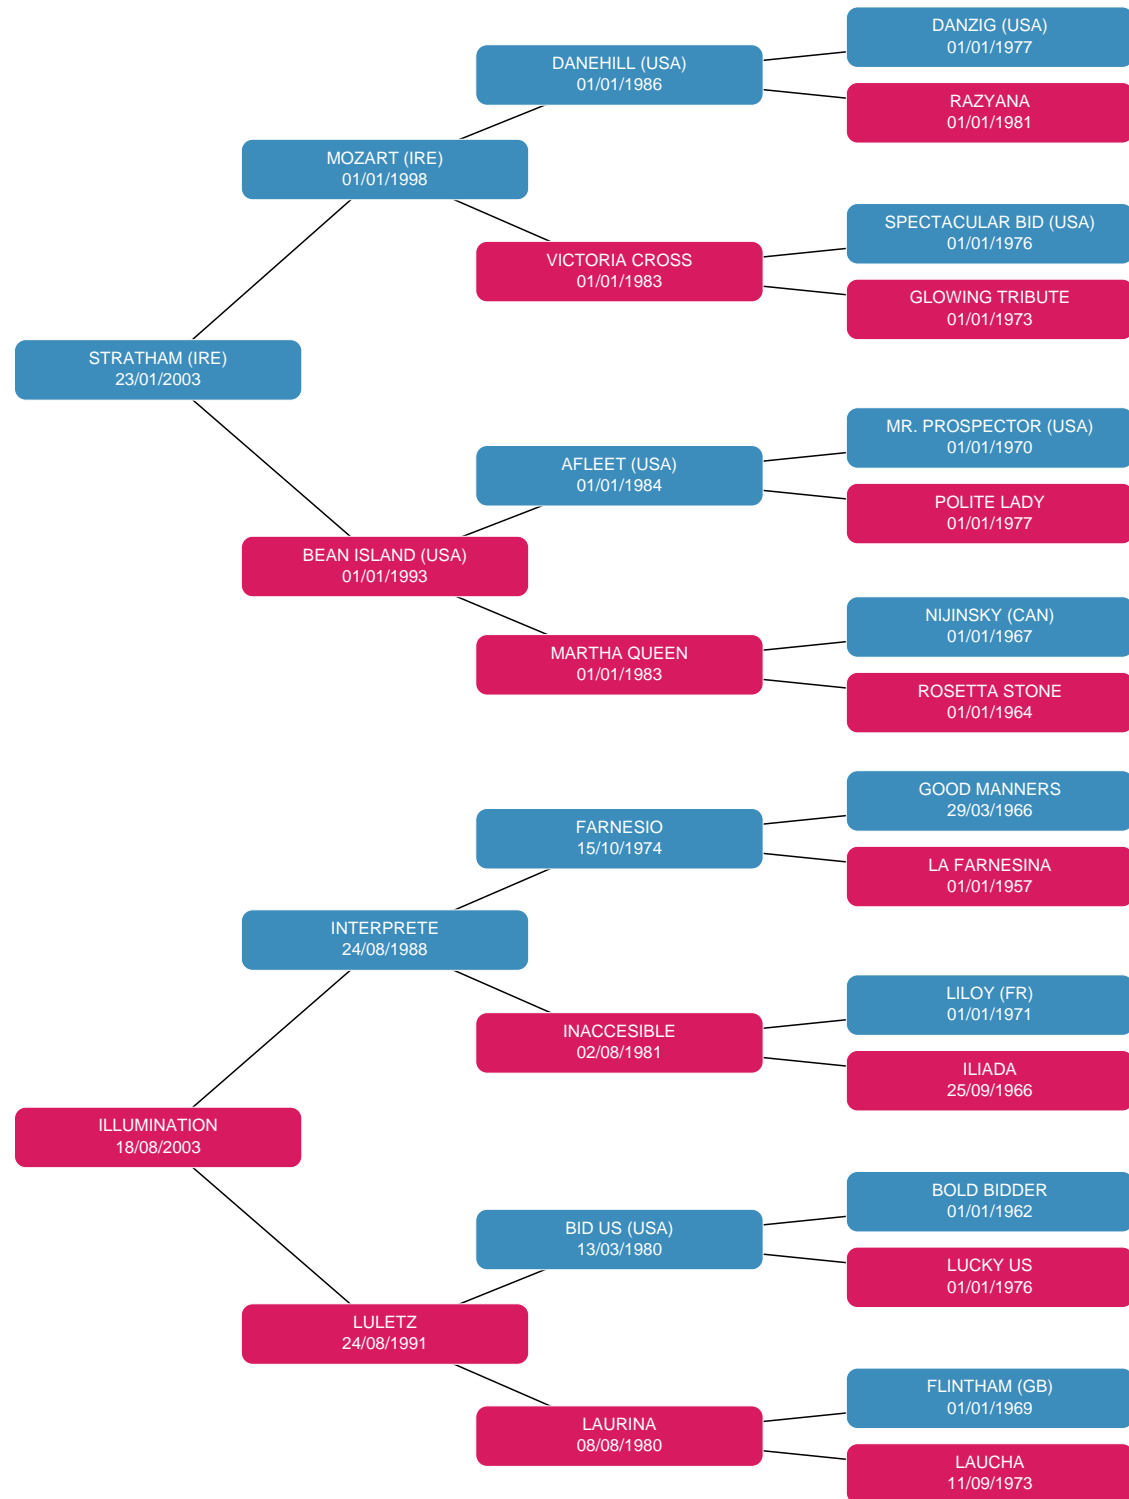 DANZIG (USA)
01/01/1977
DANEHILL (USA)
01/01/1986
RAZYANA
01/01/1981
MOZART (IRE)
01/01/1998
SPECTACULAR BID (USA)
01/01/1976
VICTORIA CROSS
01/01/1983
GLOWING TRIBUTE
01/01/1973
STRATHAM (IRE)
23/01/2003
MR. PROSPECTOR (USA)
01/01/1970
AFLEET (USA)
01/01/1984
POLITE LADY
01/01/1977
BEAN ISLAND (USA)
01/01/1993
NIJINSKY (CAN)
01/01/1967
MARTHA QUEEN
01/01/1983
ROSETTA STONE
01/01/1964
GOOD MANNERS
29/03/1966
FARNESIO
15/10/1974
LA FARNESINA
01/01/1957
INTERPRETE
24/08/1988
LILOY (FR)
01/01/1971
INACCESIBLE
02/08/1981
ILIADA
25/09/1966
ILLUMINATION
18/08/2003
BOLD BIDDER
01/01/1962
BID US (USA)
13/03/1980
LUCKY US
01/01/1976
LULETZ
24/08/1991
FLINTHAM (GB)
01/01/1969
LAURINA
08/08/1980
LAUCHA
11/09/1973